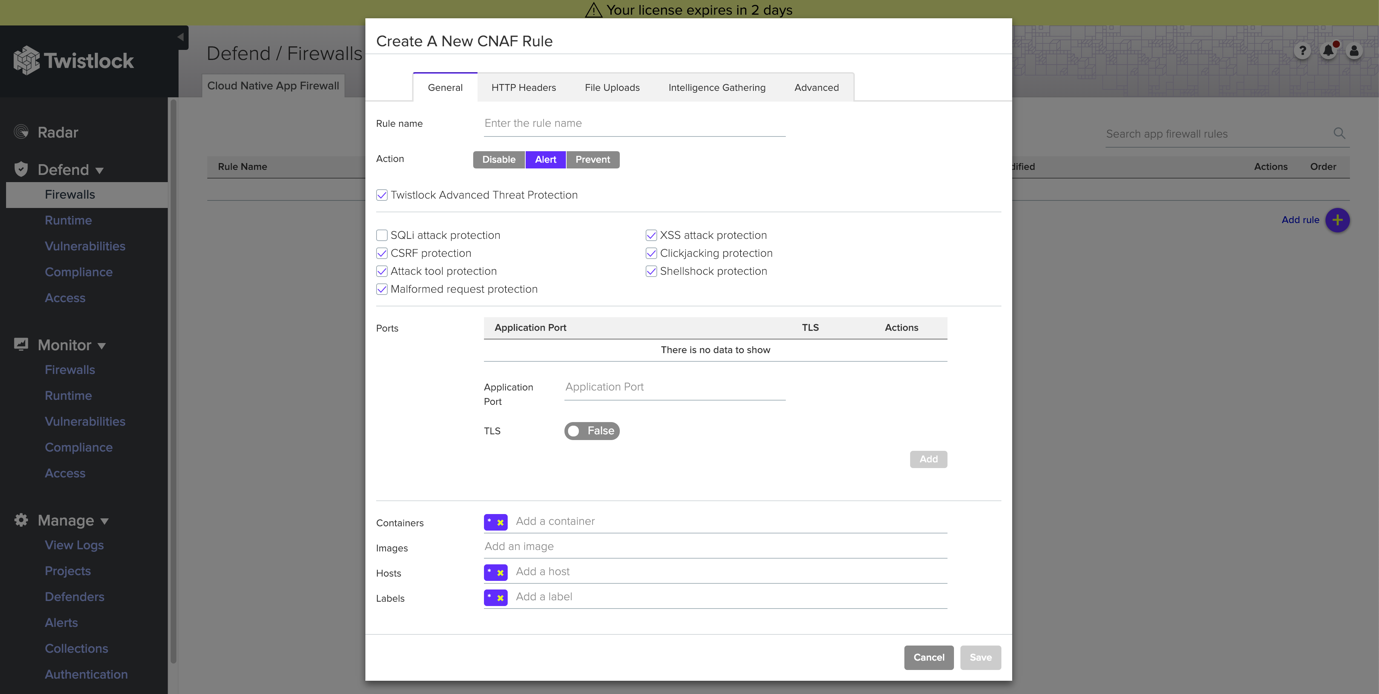 Your license expires in 2 days
Twistlock
Defend / Firewalls
Cloud Native App Firewall
Radar
Defend
Firewalls
Runtime
Vulnerabilities
Compliance
Access
Monitor
Firewalls
Runtime
Vulnerabilities
Compliance
Access
Manage
View Logs
Projects
Defenders
Alerts
Collections
Authentication
Rule Name
Create A New CNAF Rule
General HTTP Headers File Uploads Intelligence Gathering Advanced
Rule name Enter the rule name
Action Disable Alert Prevent
Twistlock Advanced Threat Protection
SQLi attack protection XSS attack protection
CSRF protection Clickjacking protection
Attack tool protection Shellshock protection
Malformed request protection
Ports Application Port TLS Actions
There is no data to show
Application Port Application Port
TLS False
Add
Containers * Add a container
Images Add an image
Hosts * Add a host
Labels * Add a label
Cancel Save
?
Search app firewall rules
dified Actions Order
Add rule +